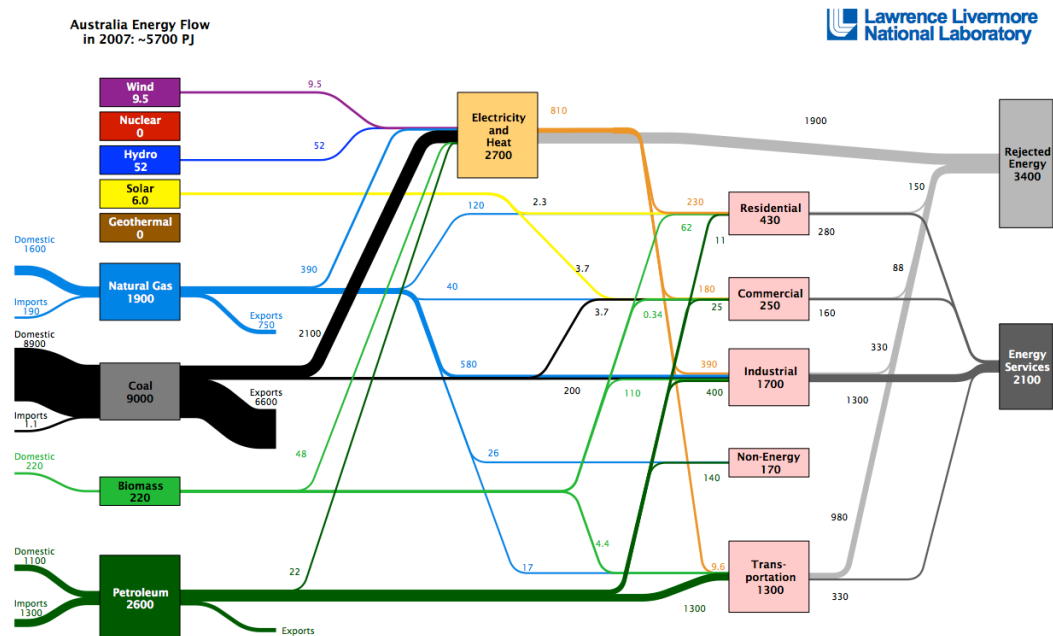 Australia Energy Flow
in 2007: ~5700 PJ
Lawrence Livermore
National Laboratory
Wind
9.5
9.5
Nuclear
0
Hydro
52
52
Solar
6.0
Geothermal
0
Electricity
and
Heat
2700
810
1900
Rejected
Energy
3400
150
Domestic
1600
Natural Gas
1900
Imports
190
Exports
750
390
120
2.3
230
62
11
Residential
430
280
40
3.7
3.7
0.34
180
25
Commercial
250
160
88
Domestic
8900
Coal
9000
Imports
1.1
Exports
6600
2100
580
200
110
390
400
Industrial
1700
330
1300
Energy
Services
2100
Domestic
220
Biomass
220
48
26
140
Non-Energy
170
4.4
Domestic
1100
Petroleum
2600
Imports
1300
Exports
22
17
9.6
1300
Trans-
portation
1300
980
330